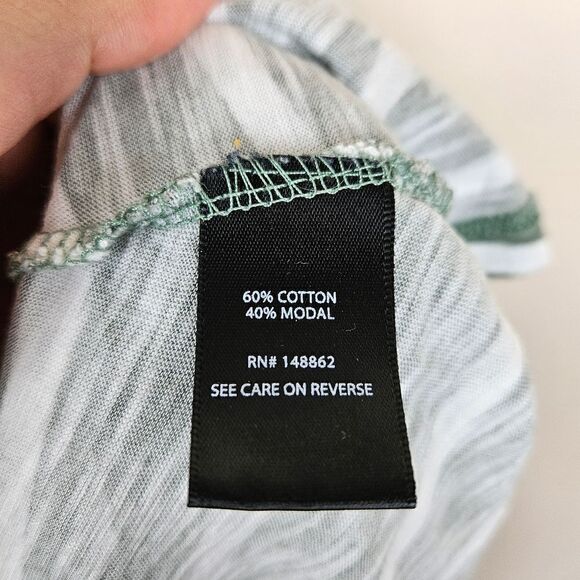 60% COTTON
40% MODAL
RN# 148862
SEE CARE ON REVERSE